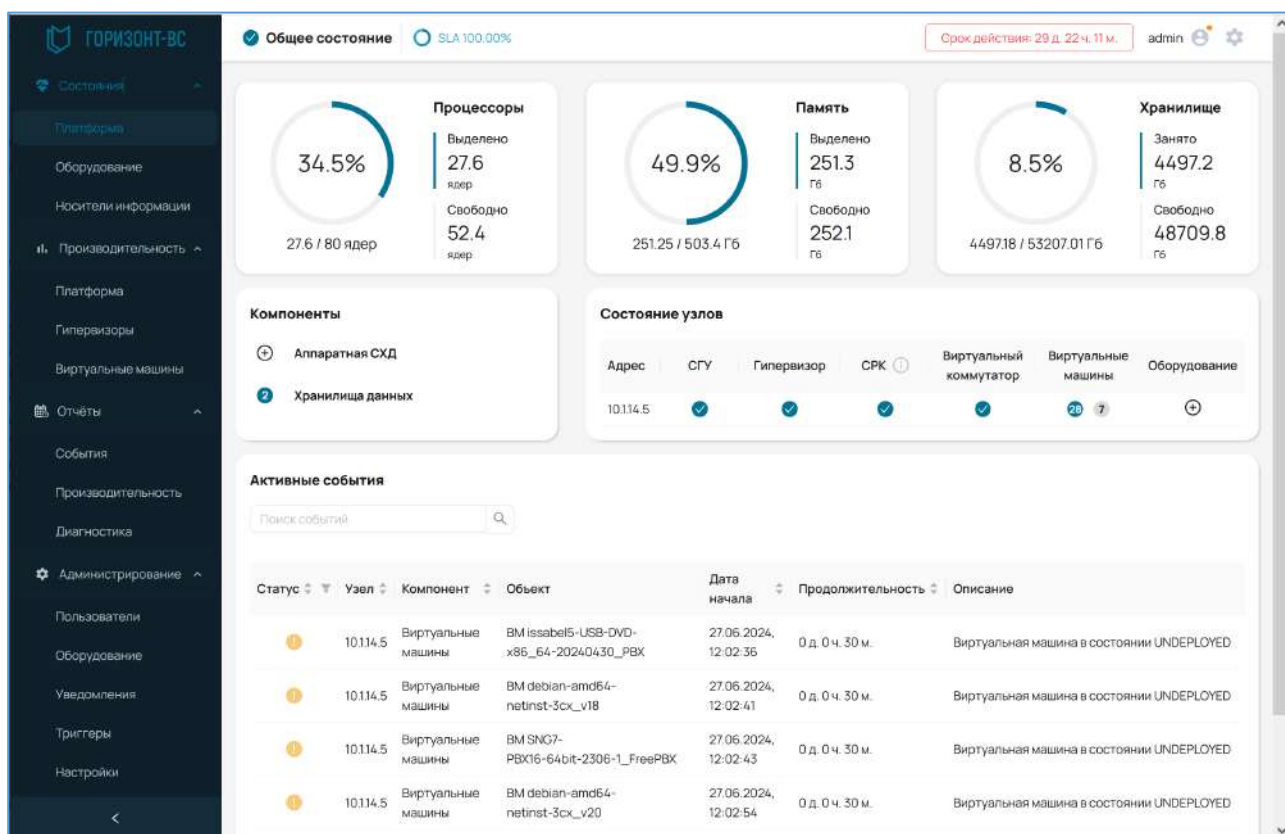 ГОРИЗОНТ-ВС
Состояния
Платформа
Оборудование
Носители информации
Производительность
Платформа
Гипервизоры
Виртуальные машины
Отчёты
События
Производительность
Диагностика
Администрирование
Пользователи
Оборудование
Уведомления
Триггеры
Настройки
Общее состояние
SLA 100.00%
Срок действия: 29 д. 22 ч. 11 м.
admin
34.5%
27.6 / 80 ядер
Процессоры
Выделено
27.6
ядер
Свободно
52.4
ядер
49.9%
251.25 / 503.4 Гб
Память
Выделено
251.3
Гб
Свободно
252.1
Гб
8.5%
4497.18 / 53207.01 Гб
Хранилище
Занято
4497.2
Гб
Свободно
48709.8
Гб
Компоненты
Аппаратная СХД
2 Хранилища данных
Состояние узлов
Адрес СГУ Гипервизор СРК Виртуальный коммутатор Виртуальные машины Оборудование
10.1.14.5 28 7
Активные события
Поиск событий
Статус Узел Компонент Объект Дата начала Продолжительность Описание
10.1.14.5 Виртуальные машины ВМ issabel5-USB-DVD-x86_64-20240430_PBX 27.06.2024, 12:02:36 0 д. 0 ч. 30 м. Виртуальная машина в состоянии UNDEPLOYED
10.1.14.5 Виртуальные машины ВМ debian-amd64-netinst-3cx_v18 27.06.2024, 12:02:41 0 д. 0 ч. 30 м. Виртуальная машина в состоянии UNDEPLOYED
10.1.14.5 Виртуальные машины ВМ SNG7-PBX16-64bit-2306-1_FreePBX 27.06.2024, 12:02:43 0 д. 0 ч. 30 м. Виртуальная машина в состоянии UNDEPLOYED
10.1.14.5 Виртуальные машины ВМ debian-amd64-netinst-3cx_v20 27.06.2024, 12:02:54 0 д. 0 ч. 30 м. Виртуальная машина в состоянии UNDEPLOYED